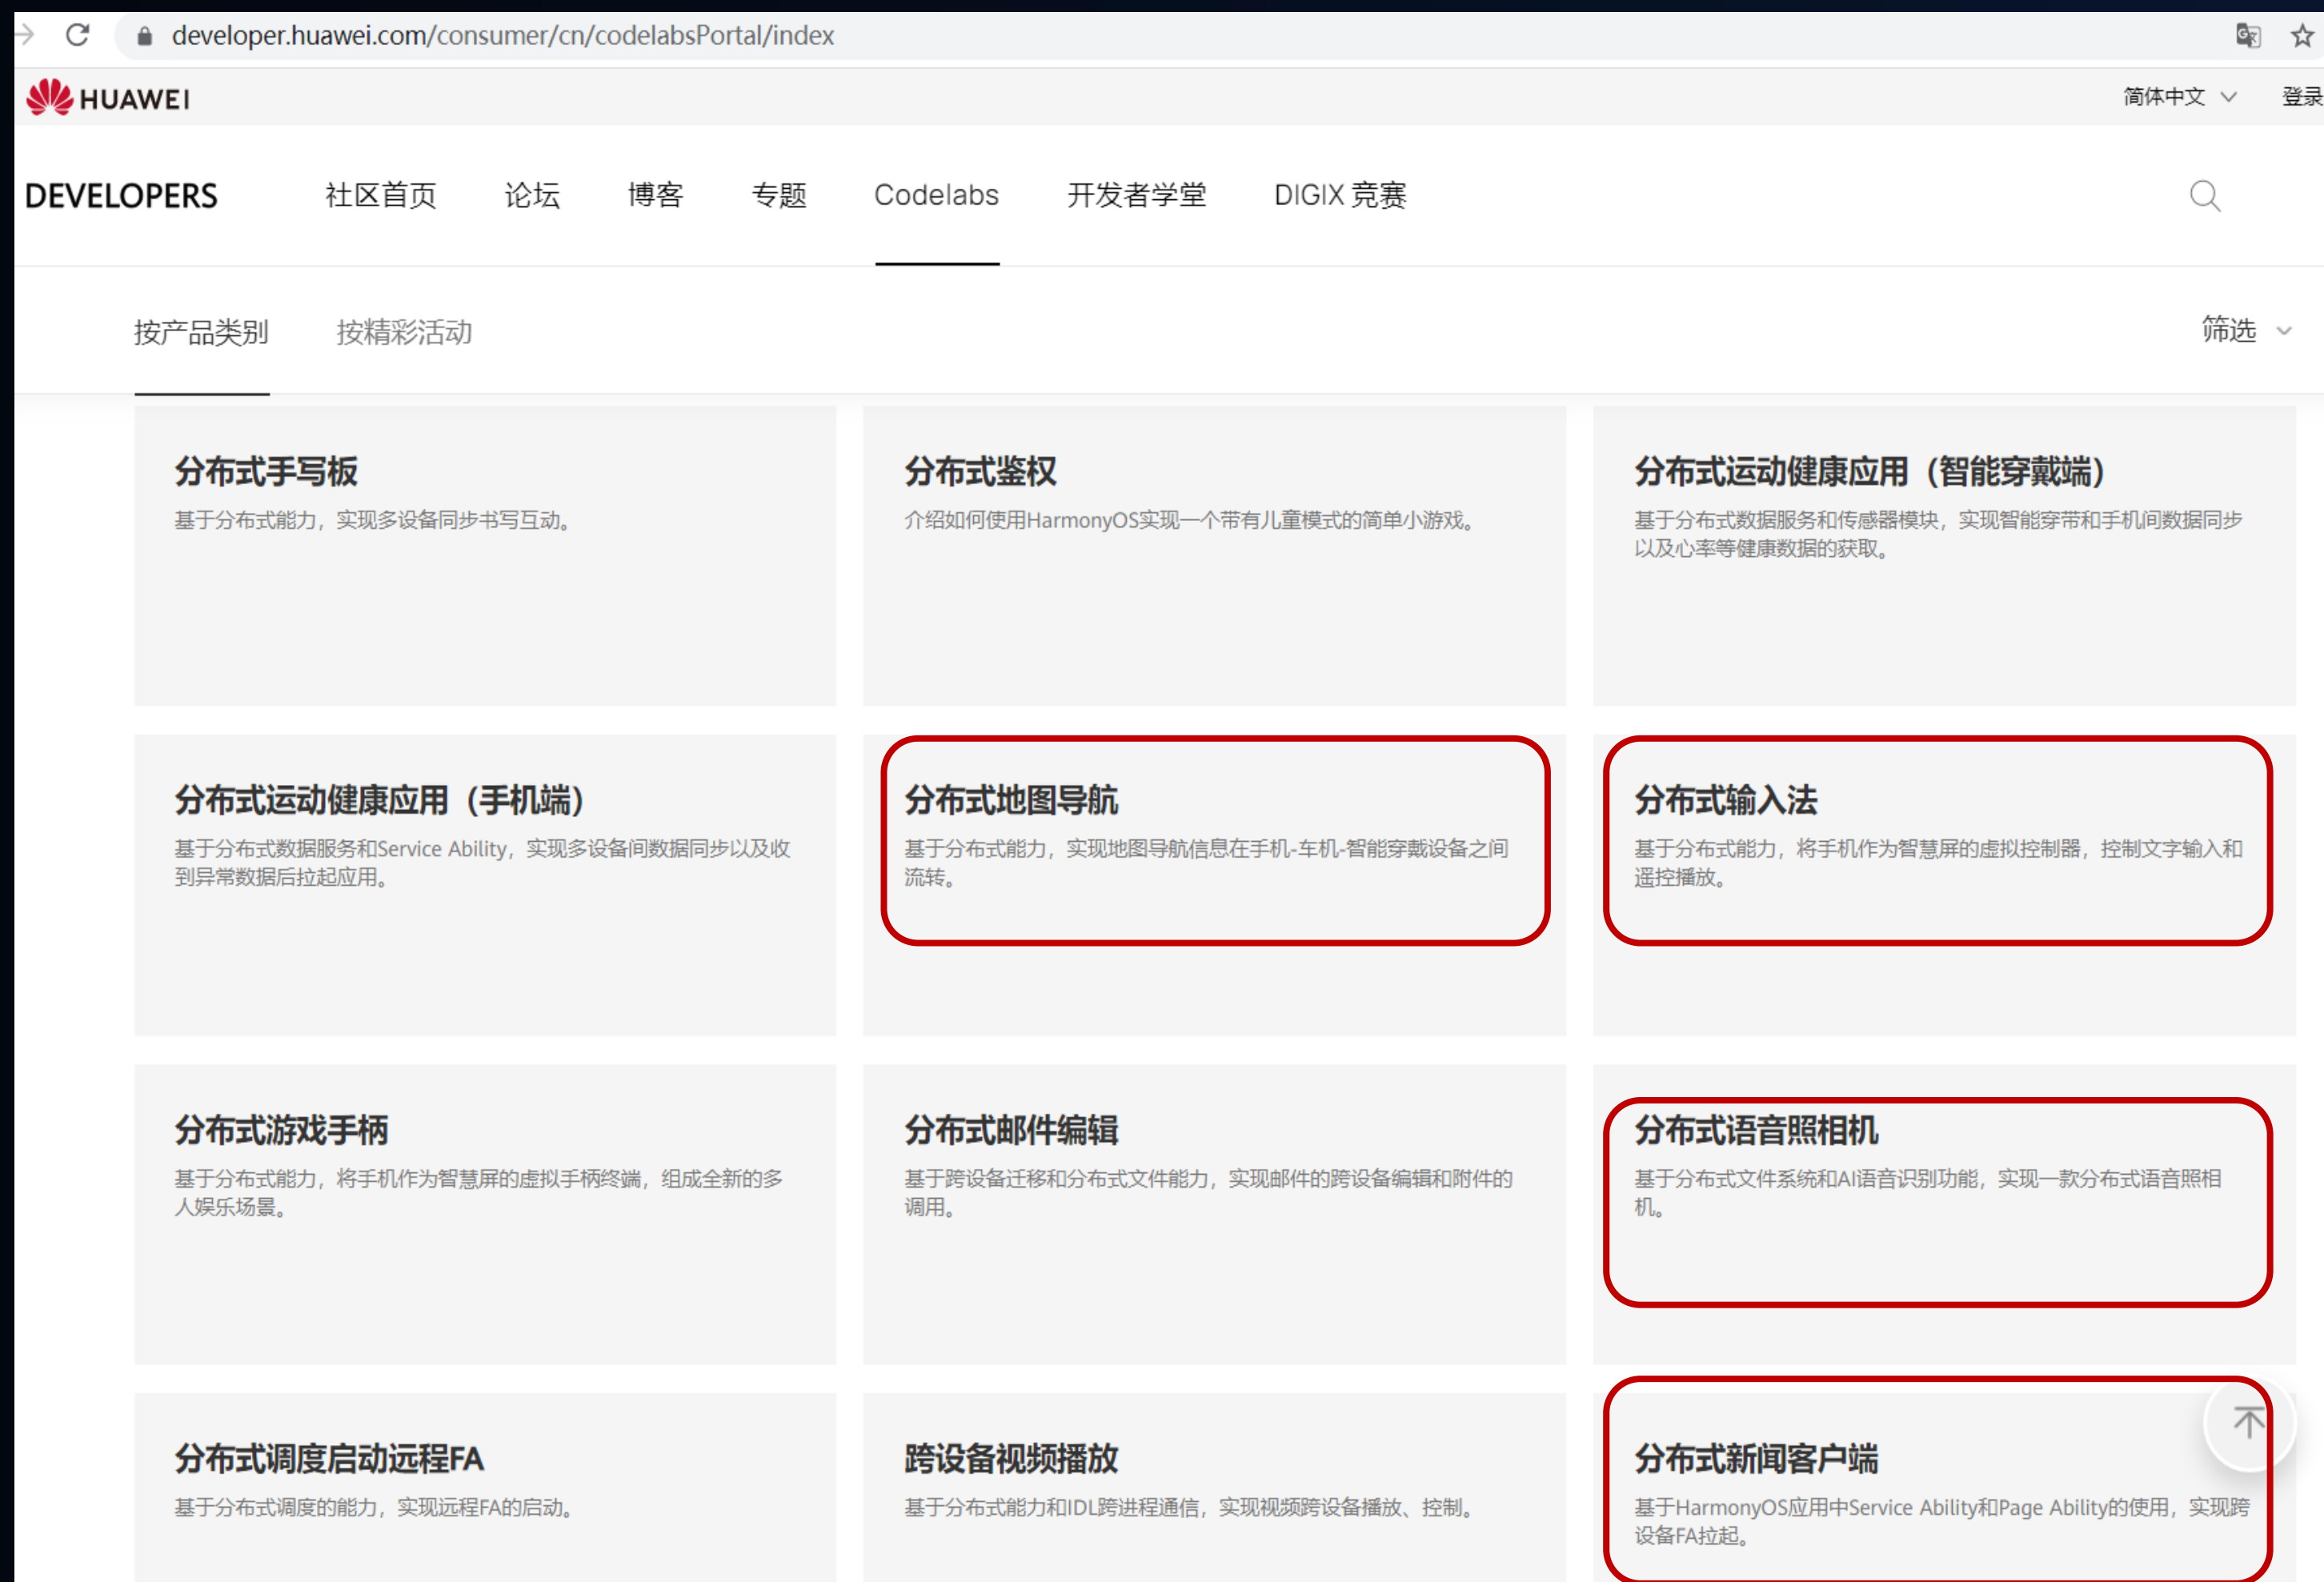 developer.huawei.com/consumer/cn/codelabsPortal/index
HUAWEI
简体中文
登录
DEVELOPERS
社区首页
论坛
博客
专题
Codelabs
开发者学堂
DIGIX 竞赛
按产品类别
按精彩活动
筛选
分布式手写板
基于分布式能力，实现多设备同步书写互动。
分布式鉴权
介绍如何使用HarmonyOS实现一个带有儿童模式的简单小游戏。
分布式运动健康应用（智能穿戴端）
基于分布式数据服务和传感器模块，实现智能穿带和手机间数据同步
以及心率等健康数据的获取。
分布式运动健康应用（手机端）
基于分布式数据服务和Service Ability，实现多设备间数据同步以及收
到异常数据后拉起应用。
分布式地图导航
基于分布式能力，实现地图导航信息在手机-车机-智能穿戴设备之间
流转。
分布式输入法
基于分布式能力，将手机作为智慧屏的虚拟控制器，控制文字输入和
遥控播放。
分布式游戏手柄
基于分布式能力，将手机作为智慧屏的虚拟手柄终端，组成全新的多
人娱乐场景。
分布式邮件编辑
基于跨设备迁移和分布式文件能力，实现邮件的跨设备编辑和附件的
调用。
分布式语音照相机
基于分布式文件系统和AI语音识别功能，实现一款分布式语音照相
机。
分布式调度启动远程FA
基于分布式调度的能力，实现远程FA的启动。
跨设备视频播放
基于分布式能力和IDL跨进程通信，实现视频跨设备播放、控制。
分布式新闻客户端
基于HarmonyOS应用中Service Ability和Page Ability的使用，实现跨
设备FA拉起。